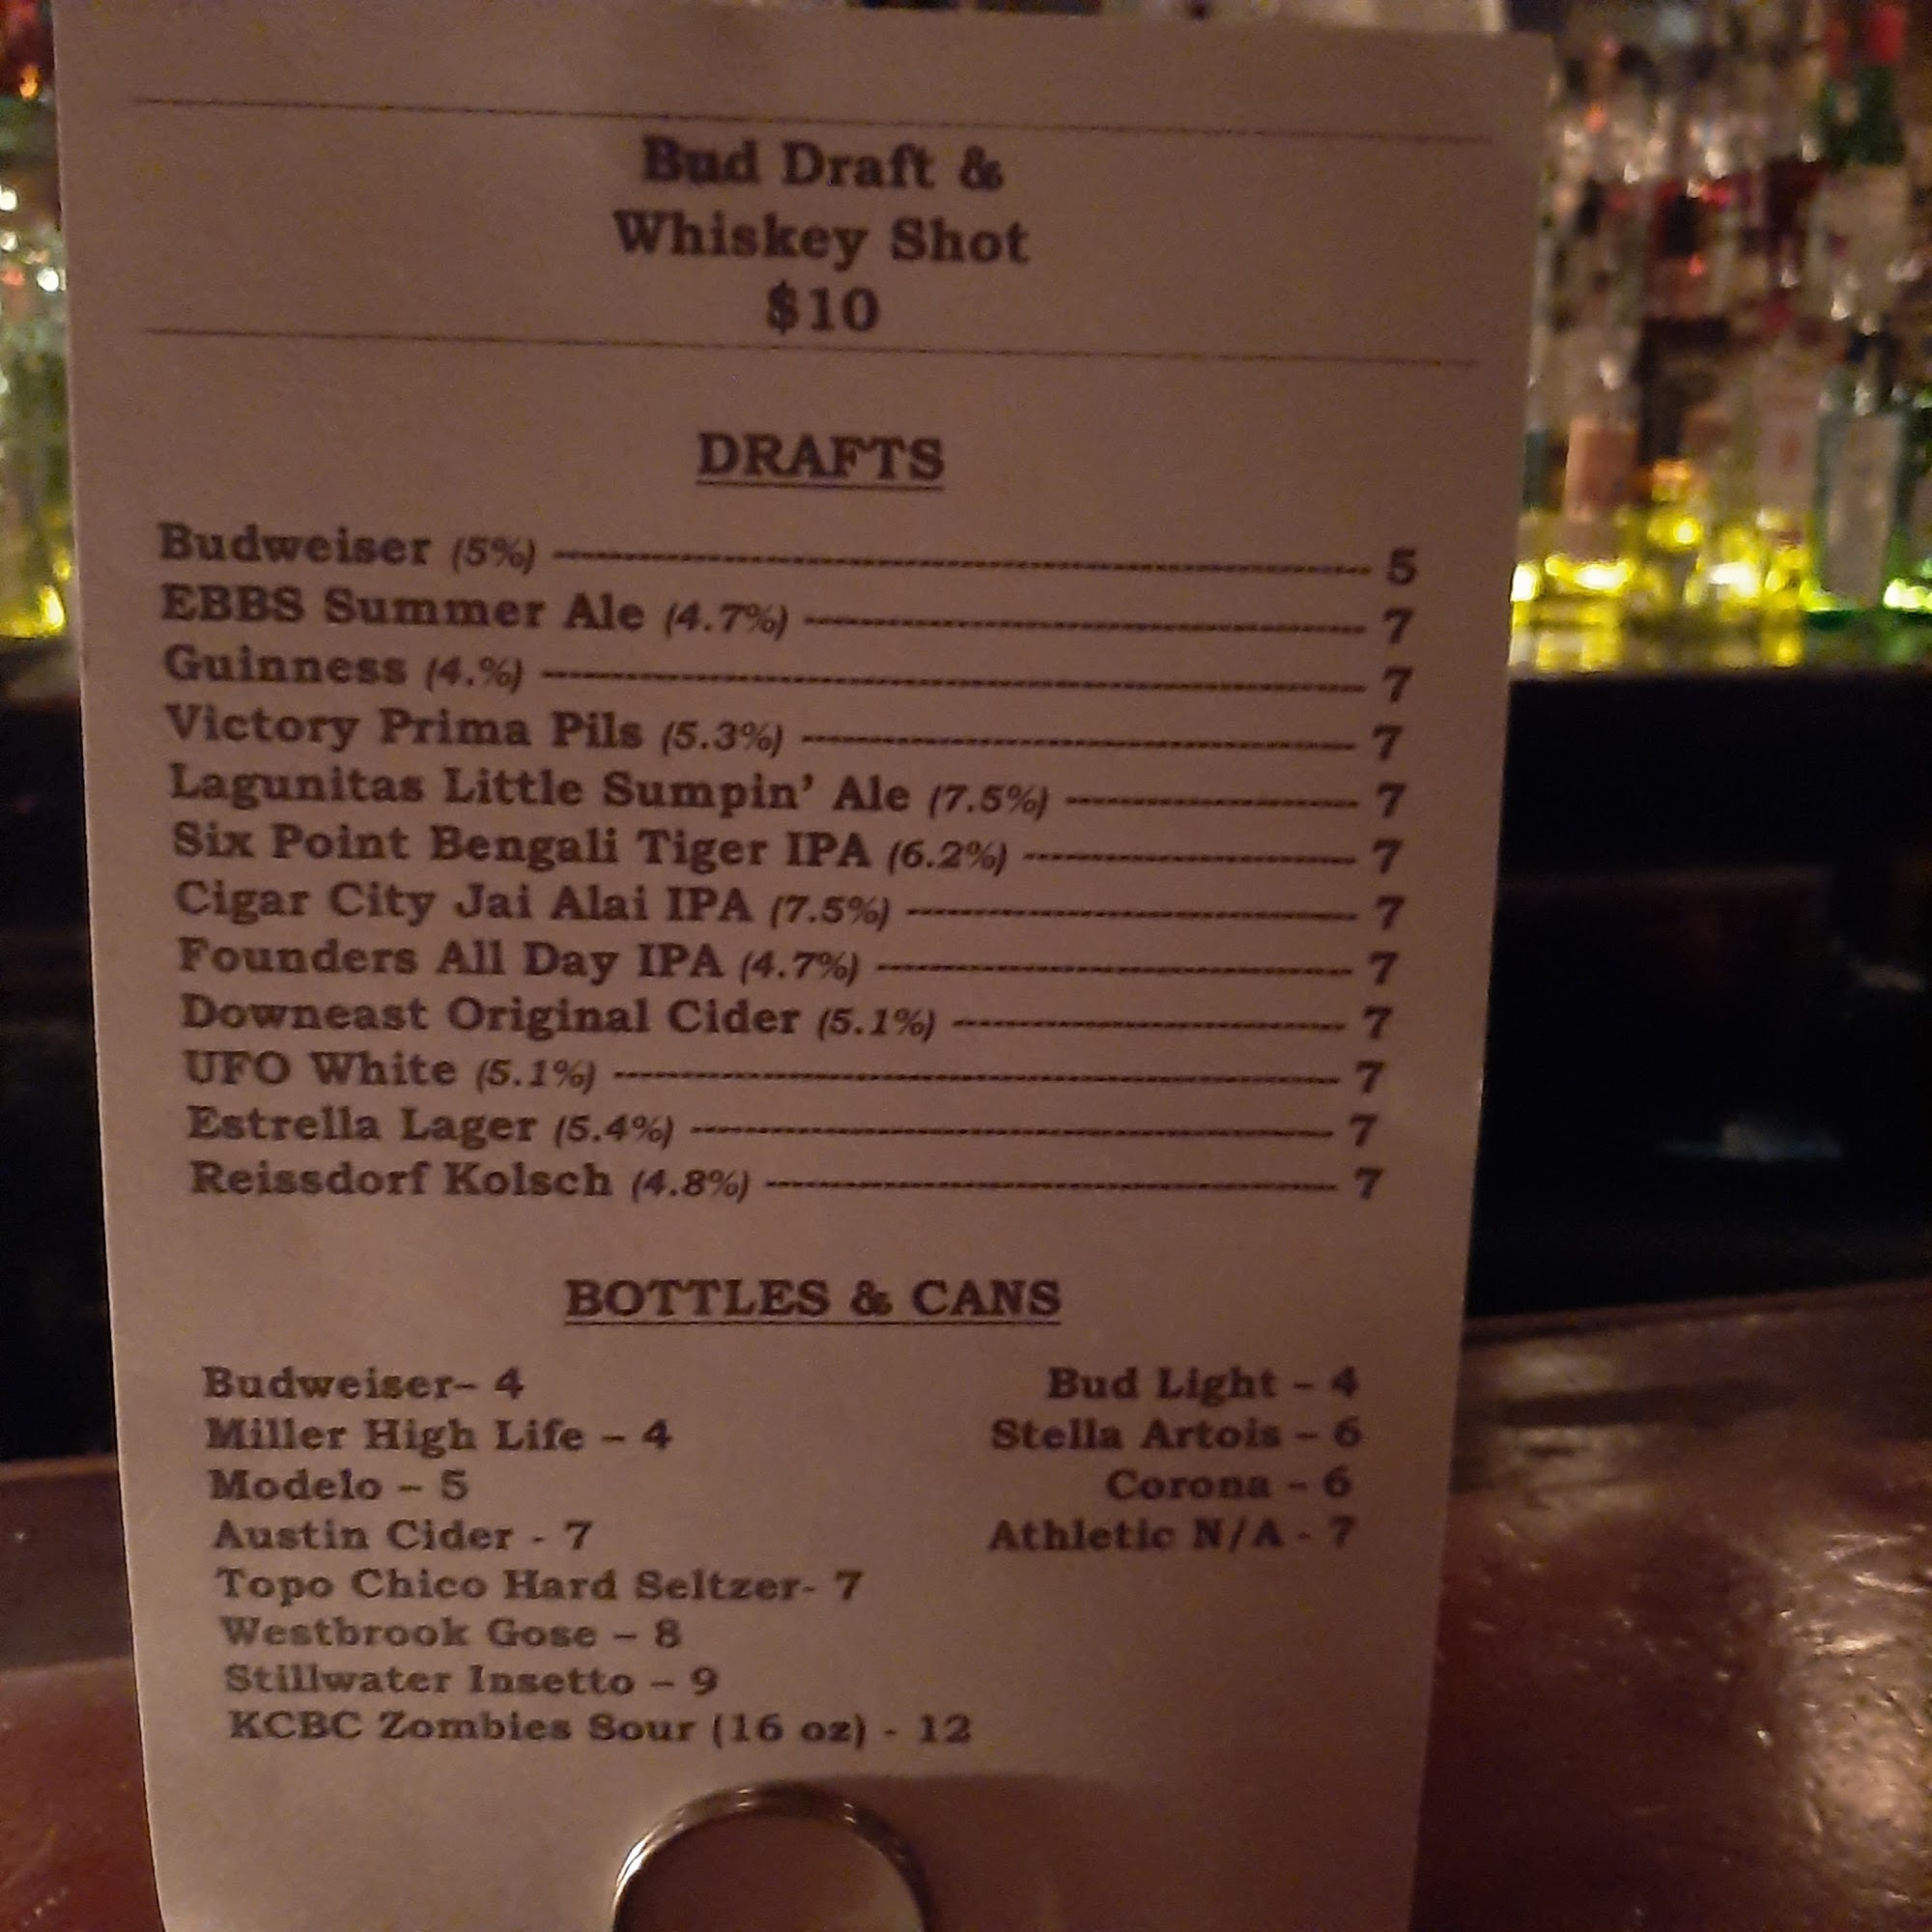 Bud Draft &
Whiskey Shot
$10
DRAFTS
Budweiser (5%) 5
EBBS Summer Ale (4.7%) 7
Guinness (4.%) 7
Victory Prima Pils (5.3%) 7
Lagunitas Little Sumpin’ Ale (7.5%) 7
Six Point Bengali Tiger IPA (6.2%) 7
Cigar City Jai Alai IPA (7.5%) 7
Founders All Day IPA (4.7%) 7
Downeast Original Cider (5.1%) 7
UFO White (5.1%) 7
Estrella Lager (5.4%) 7
Reissdorf Kolsch (4.8%) 7
BOTTLES & CANS
Budweiser– 4 Bud Light – 4
Miller High Life – 4 Stella Artois – 6
Modelo – 5 Corona – 6
Austin Cider - 7 Athletic N/A - 7
Topo Chico Hard Seltzer- 7
Westbrook Gose – 8
Stillwater Insetto – 9
KCBC Zombies Sour (16 oz) - 12